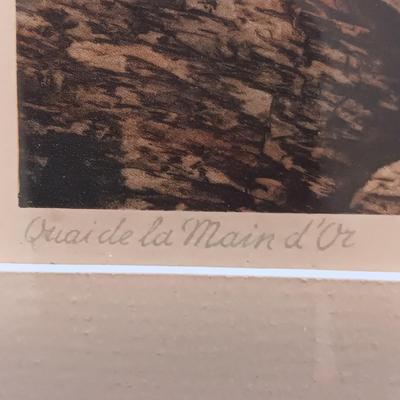 Quai de la Main d'Or